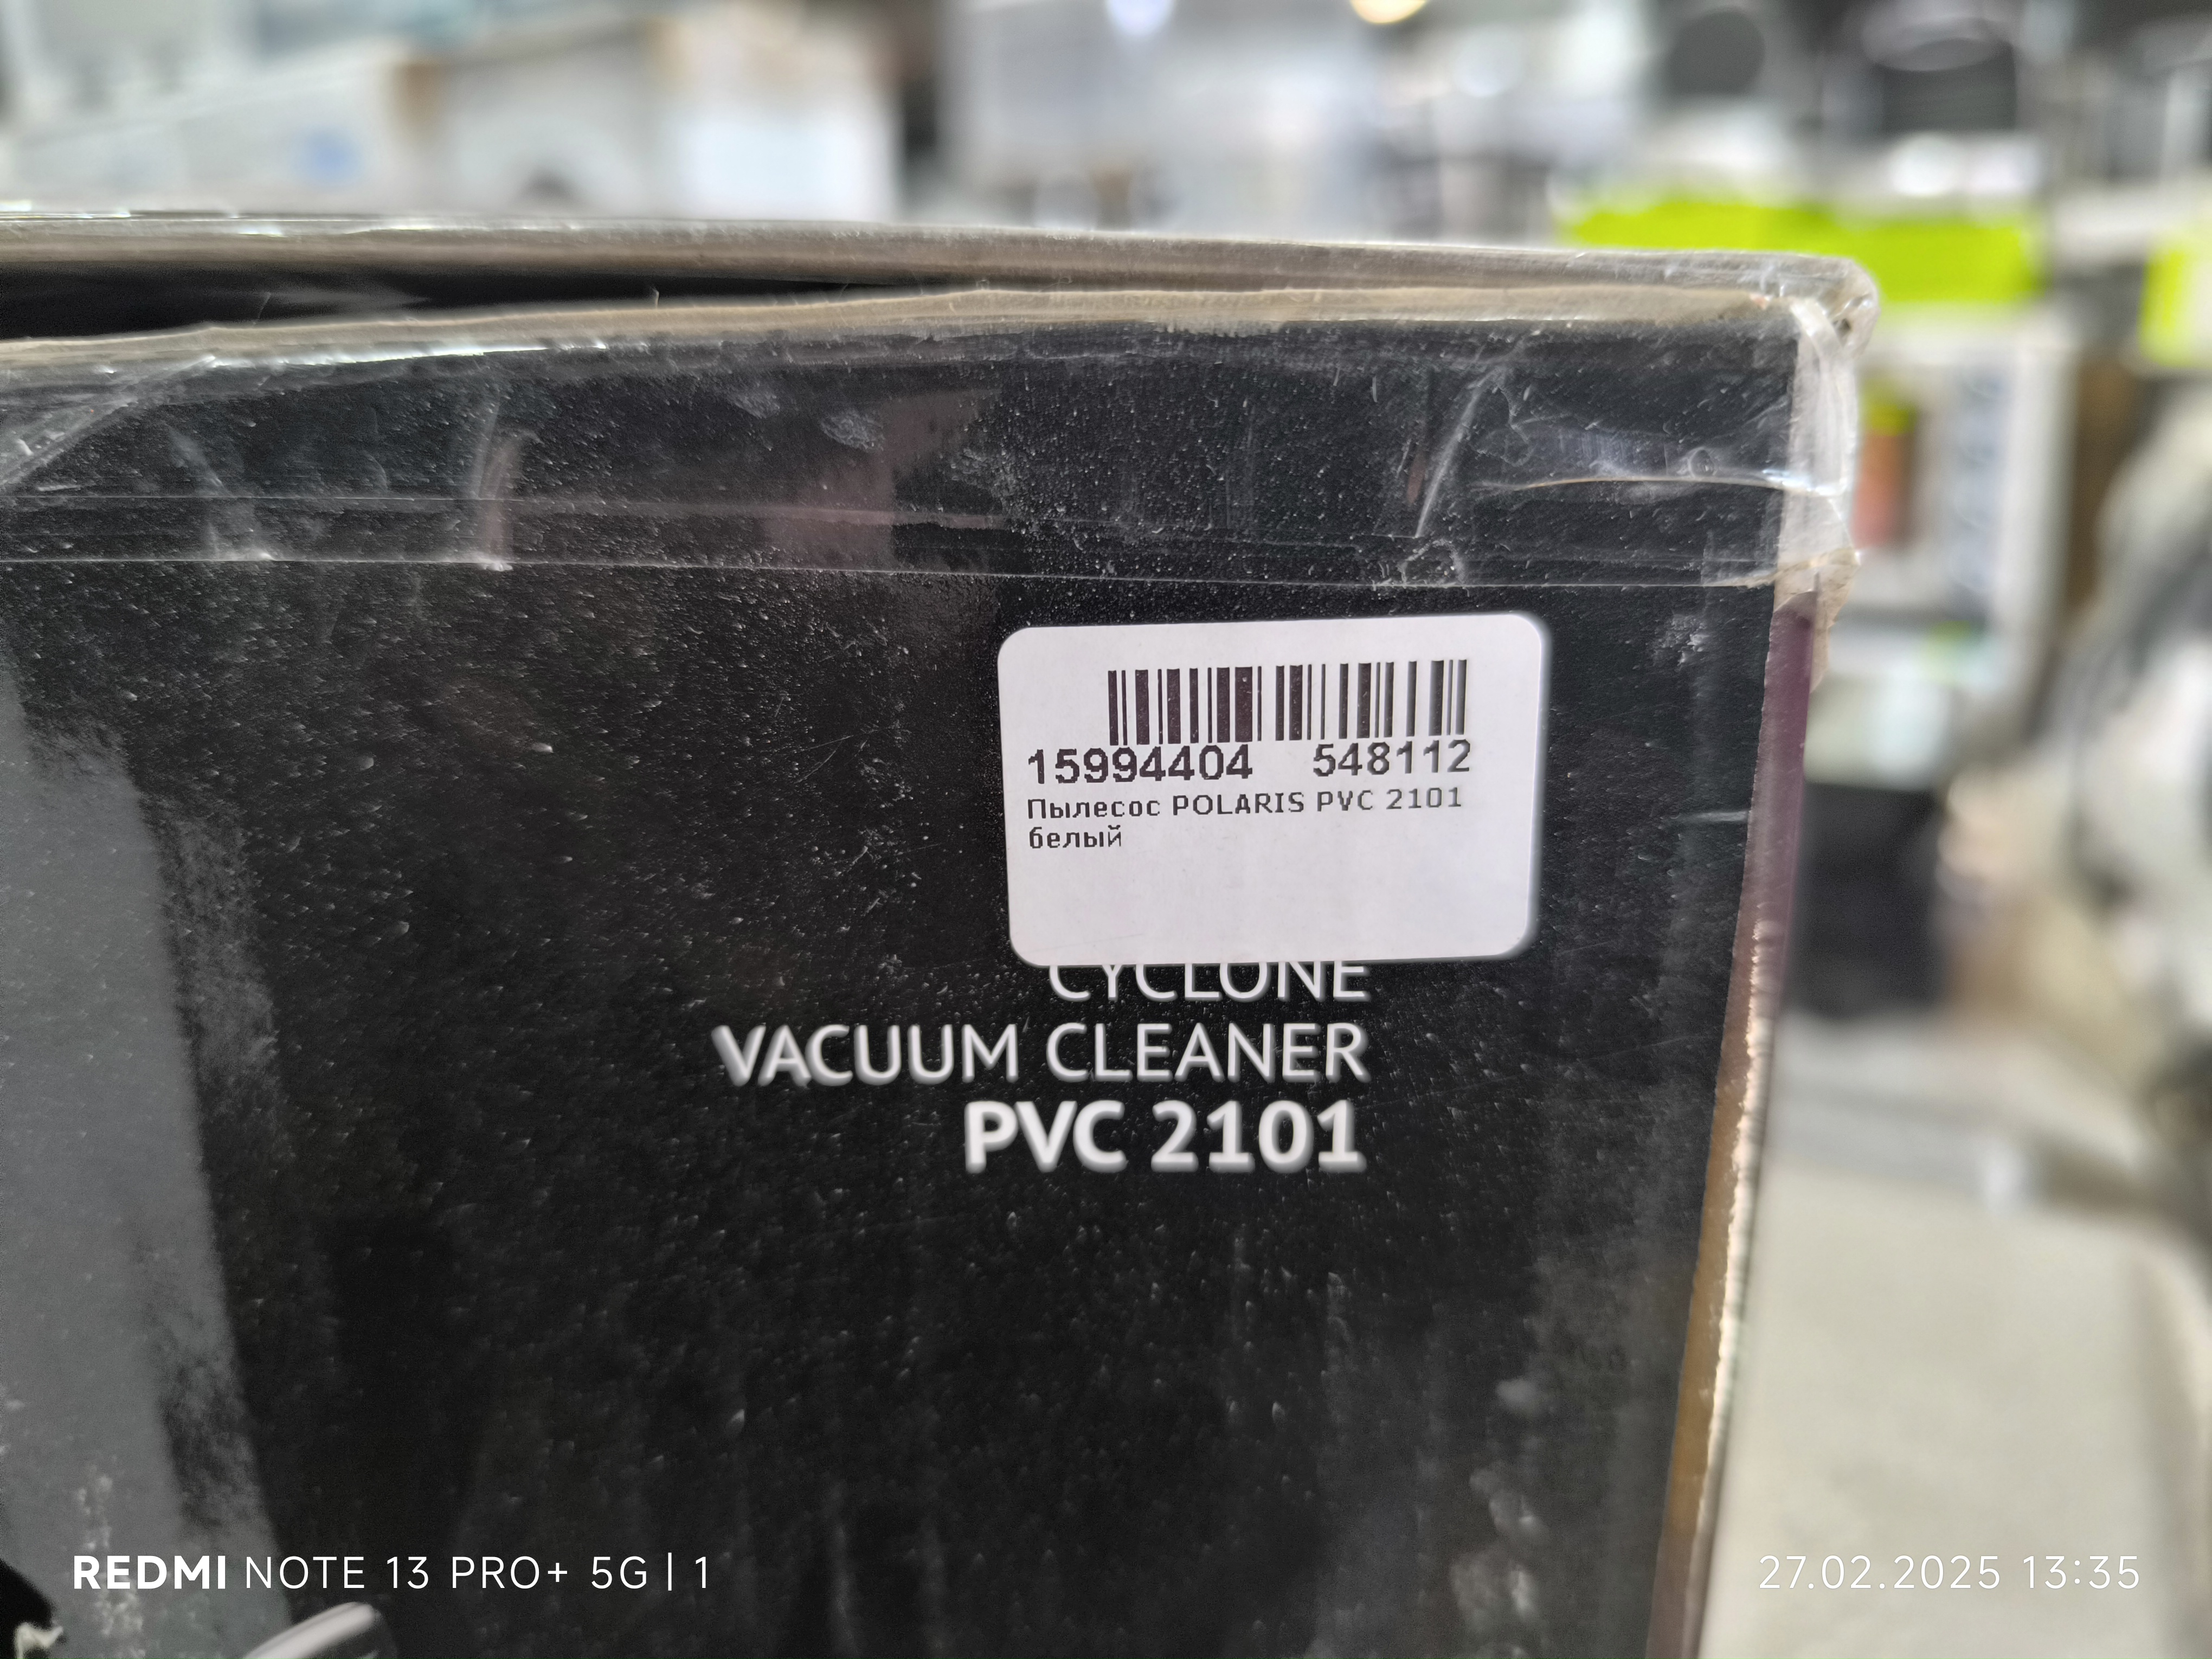 15994404 548112
Пылесос POLARIS PVC 2101
белый
CYCLONE
VACUUM CLEANER
PVC 2101
REDMI NOTE 13 PRO+ 5G | 1
27.02.2025 13:35